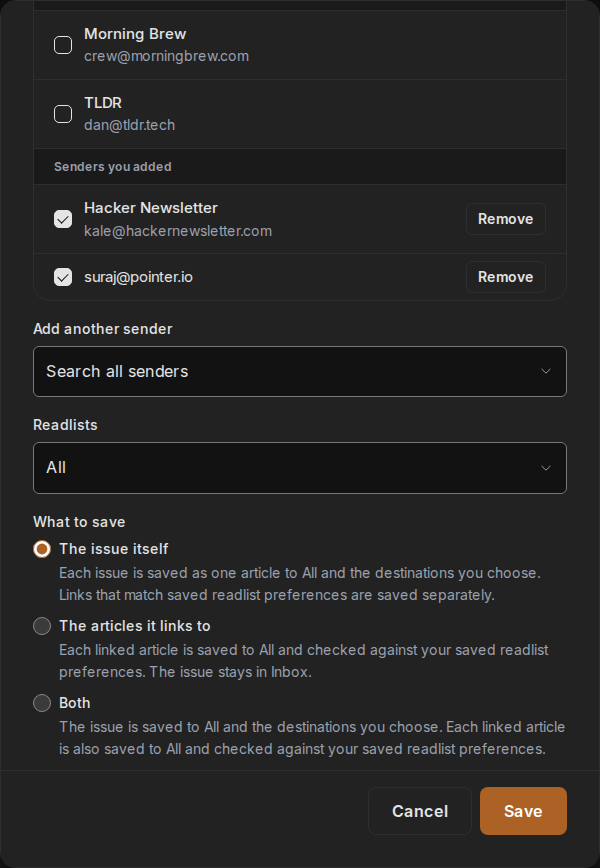 Morning Brew
crew@morningbrew.com
TLDR
dan@tldr.tech
Senders you added
Hacker Newsletter
kale@hackernewsletter.com
Remove
suraj@pointer.io
Remove
Add another sender
Search all senders
Readlists
All
What to save
The issue itself
Each issue is saved as one article to All and the destinations you choose.
Links that match saved readlist preferences are saved separately.
The articles it links to
Each linked article is saved to All and checked against your saved readlist
preferences. The issue stays in Inbox.
Both
The issue is saved to All and the destinations you choose. Each linked article
is also saved to All and checked against your saved readlist preferences.
Cancel
Save